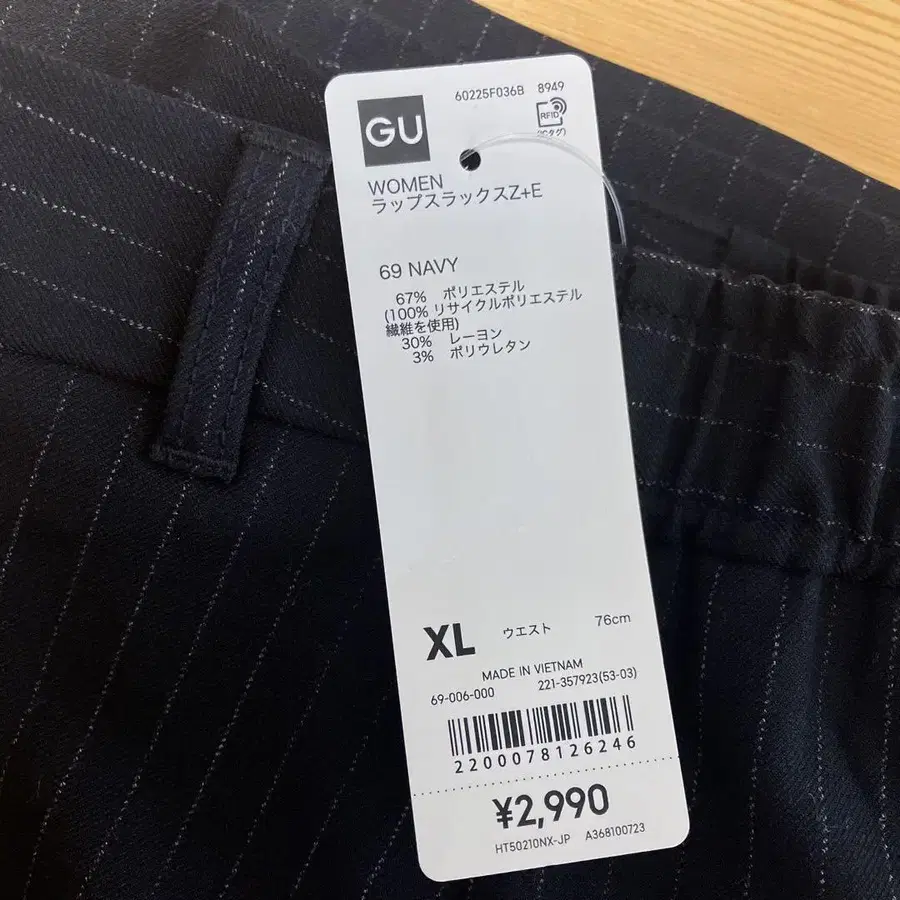 60225F036B 8949
GU
RFID
(ICタグ)
WOMEN
ラップスラックスZ+E
69 NAVY
67% ポリエステル
(100% リサイクルポリエステル
繊維を使用)
30% レーヨン
3% ポリウレタン
XL ウエスト 76cm
MADE IN VIETNAM
69-006-000 221-357923(53-03)
2200078126246
¥2,990
HT50210NX-JP A368100723